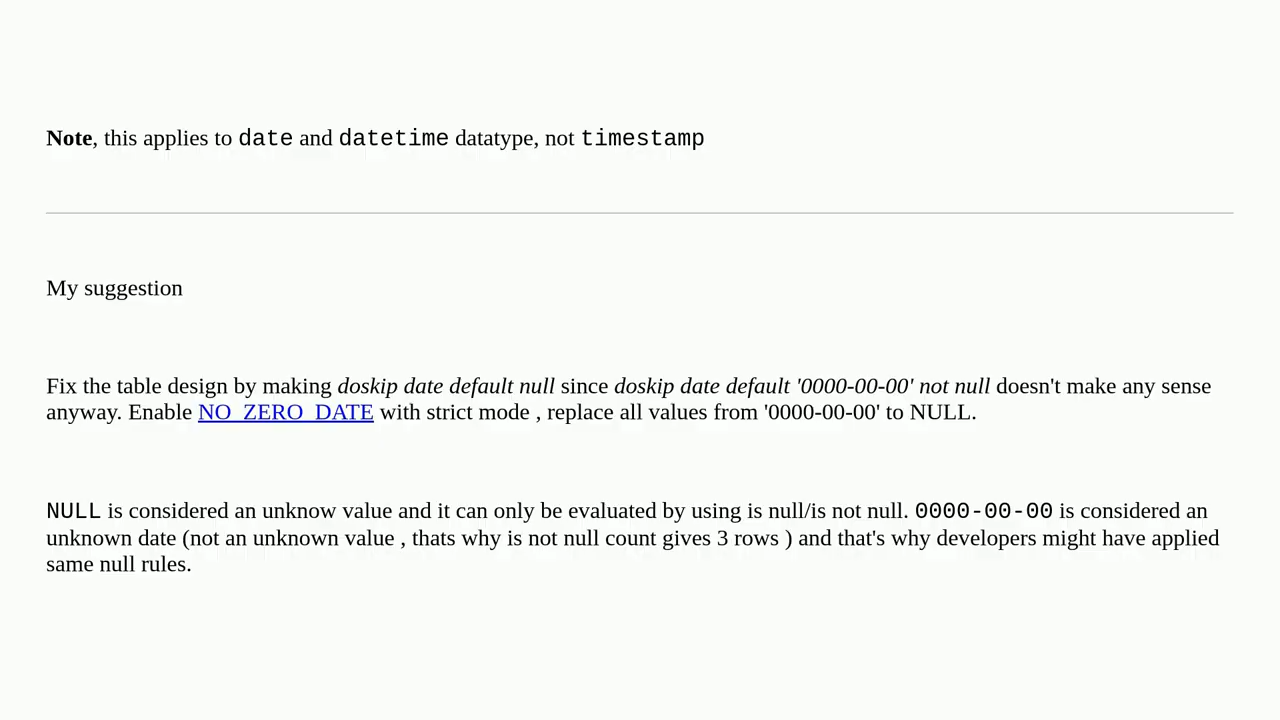 Note, this applies to date and datetime datatype, not timestamp
My suggestion
Fix the table design by making doskip date default null since doskip date default '0000-00-00' not null doesn't make any sense
anyway. Enable NO_ZERO_DATE with strict mode , replace all values from '0000-00-00' to NULL.
NULL is considered an unknow value and it can only be evaluated by using is null/is not null. 0000-00-00 is considered an
unknown date (not an unknown value , thats why is not null count gives 3 rows ) and that's why developers might have applied
same null rules.